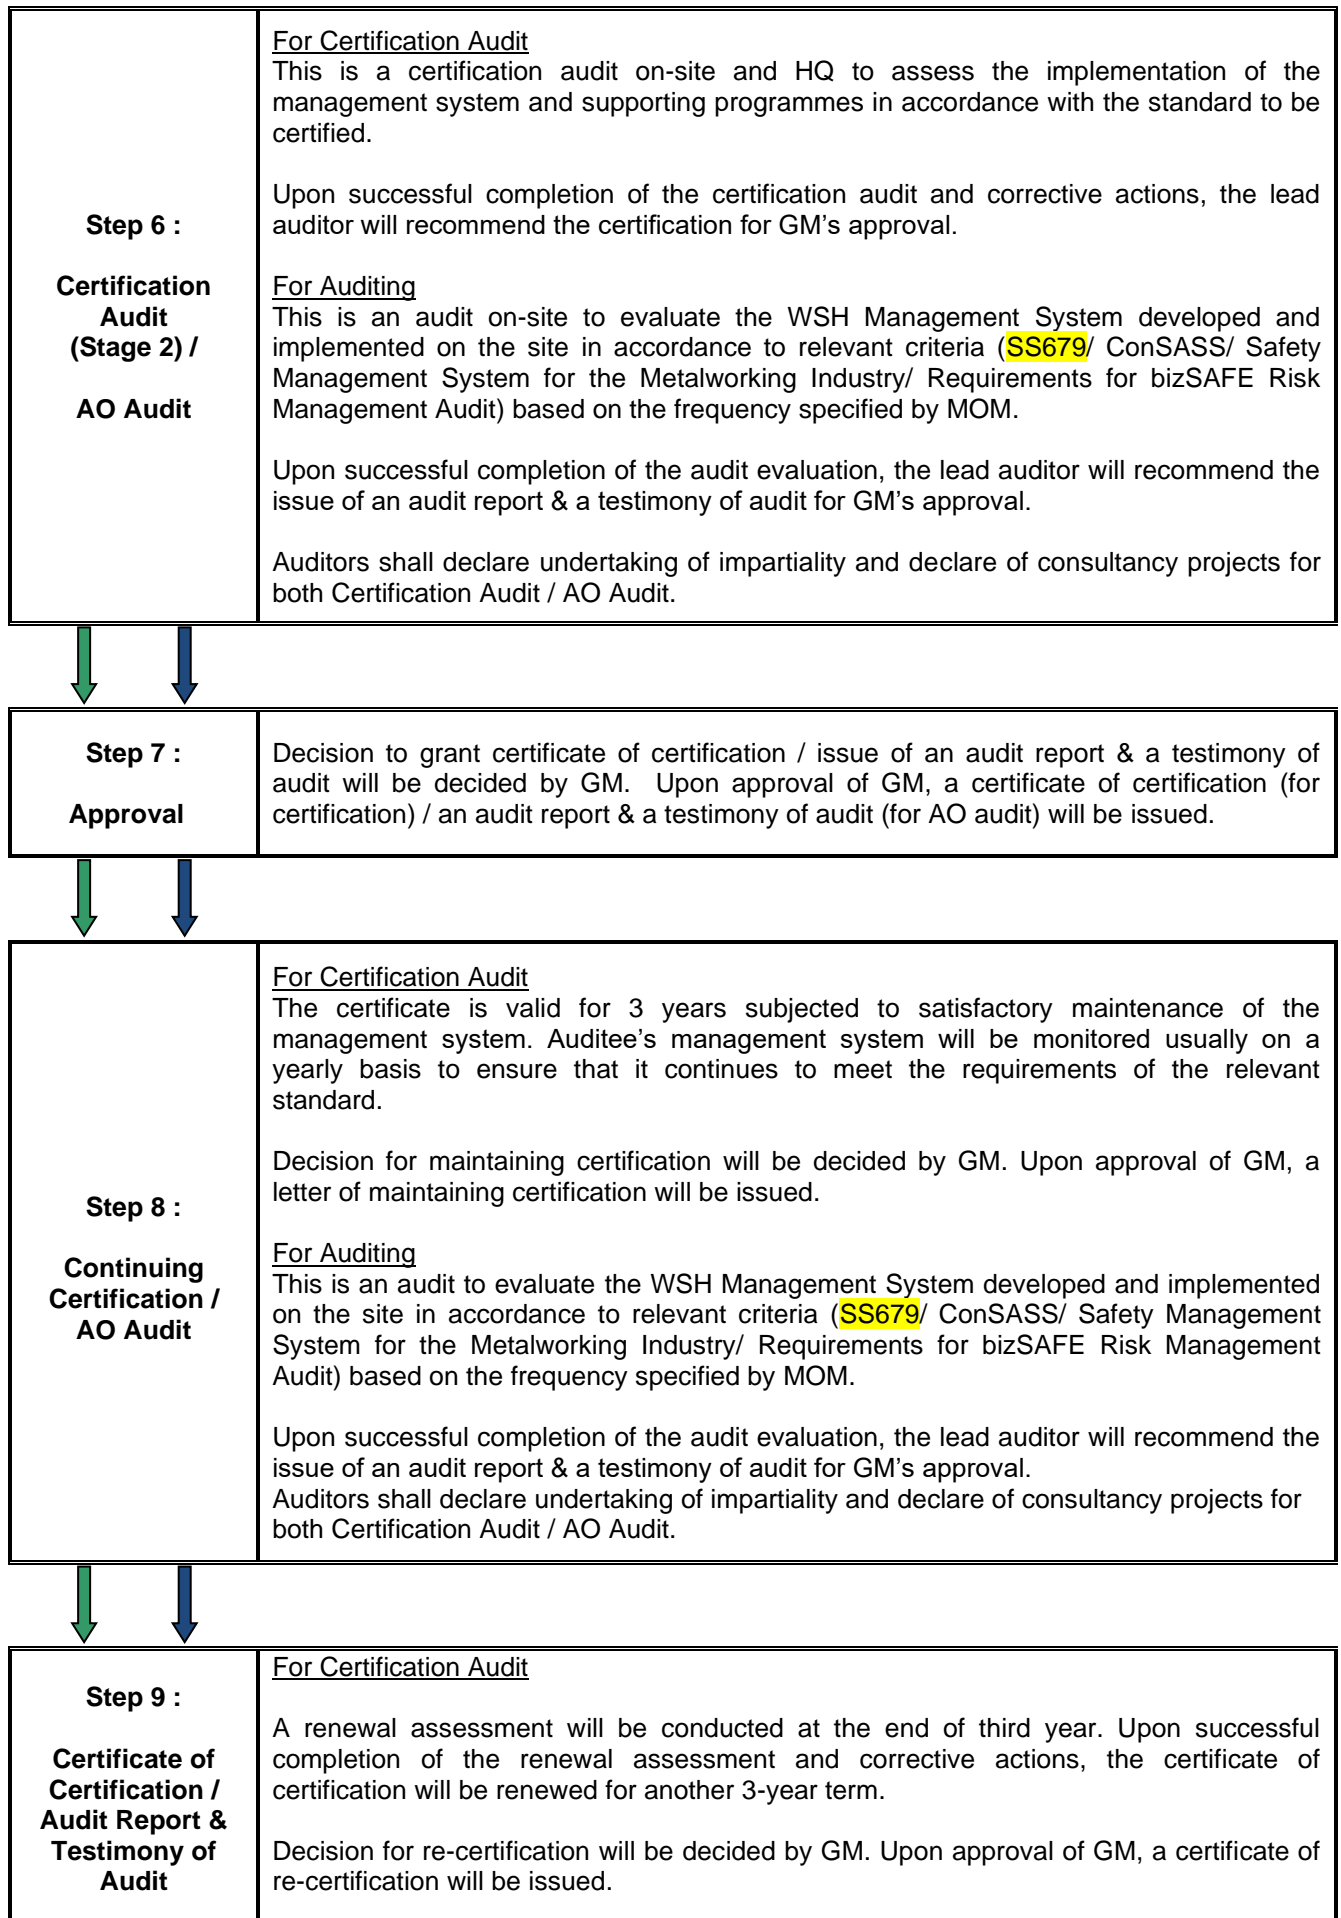 Step 6 :
Certification
Audit
(Stage 2) /
AO Audit
For Certification Audit
This is a certification audit on-site and HQ to assess the implementation of the
management system and supporting programmes in accordance with the standard to be
certified.
Upon successful completion of the certification audit and corrective actions, the lead
auditor will recommend the certification for GM’s approval.
For Auditing
This is an audit on-site to evaluate the WSH Management System developed and
implemented on the site in accordance to relevant criteria (SS679/ ConSASS/ Safety
Management System for the Metalworking Industry/ Requirements for bizSAFE Risk
Management Audit) based on the frequency specified by MOM.
Upon successful completion of the audit evaluation, the lead auditor will recommend the
issue of an audit report & a testimony of audit for GM’s approval.
Auditors shall declare undertaking of impartiality and declare of consultancy projects for
both Certification Audit / AO Audit.
Step 7 :
Approval
Decision to grant certificate of certification / issue of an audit report & a testimony of
audit will be decided by GM. Upon approval of GM, a certificate of certification (for
certification) / an audit report & a testimony of audit (for AO audit) will be issued.
Step 8 :
Continuing
Certification /
AO Audit
For Certification Audit
The certificate is valid for 3 years subjected to satisfactory maintenance of the
management system. Auditee’s management system will be monitored usually on a
yearly basis to ensure that it continues to meet the requirements of the relevant
standard.
Decision for maintaining certification will be decided by GM. Upon approval of GM, a
letter of maintaining certification will be issued.
For Auditing
This is an audit to evaluate the WSH Management System developed and implemented
on the site in accordance to relevant criteria (SS679/ ConSASS/ Safety Management
System for the Metalworking Industry/ Requirements for bizSAFE Risk Management
Audit) based on the frequency specified by MOM.
Upon successful completion of the audit evaluation, the lead auditor will recommend the
issue of an audit report & a testimony of audit for GM’s approval.
Auditors shall declare undertaking of impartiality and declare of consultancy projects for
both Certification Audit / AO Audit.
Step 9 :
Certificate of
Certification /
Audit Report &
Testimony of
Audit
For Certification Audit
A renewal assessment will be conducted at the end of third year. Upon successful
completion of the renewal assessment and corrective actions, the certificate of
certification will be renewed for another 3-year term.
Decision for re-certification will be decided by GM. Upon approval of GM, a certificate of
re-certification will be issued.